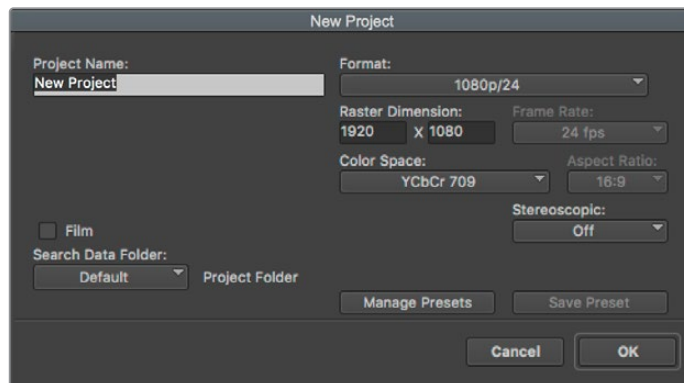 New Project
Project Name:
New Project
Format:
1080p/24
Raster Dimension:
1920 X 1080
Frame Rate:
24 fps
Color Space:
YCbCr 709
Aspect Ratio:
16:9
Stereoscopic:
Off
Film
Search Data Folder:
Default
Project Folder
Manage Presets
Save Preset
Cancel
OK